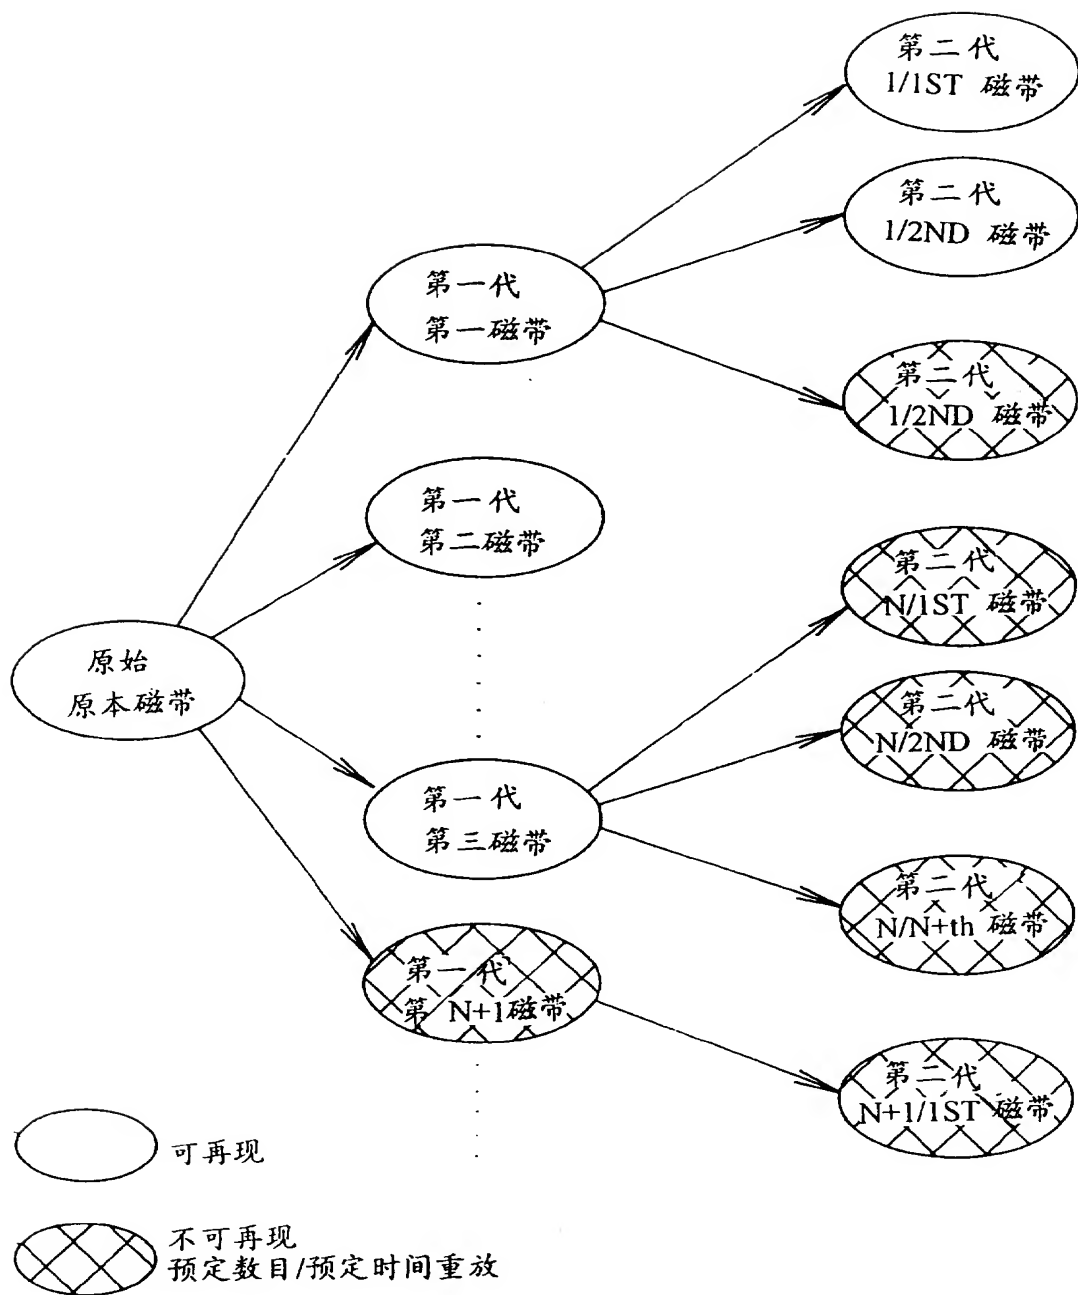 第二代
1/1ST 磁带
第二代
1/2ND 磁带
第一代
第一磁带
第二代
1/2ND 磁带
第一代
第二磁带
第二代
N/1ST 磁带
原始
原本磁带
第二代
N/2ND 磁带
第一代
第三磁带
第二代
N/N+th 磁带
第一代
第 N+1磁带
第二代
N+1/1ST 磁带
可再现
不可再现
预定数目/预定时间重放